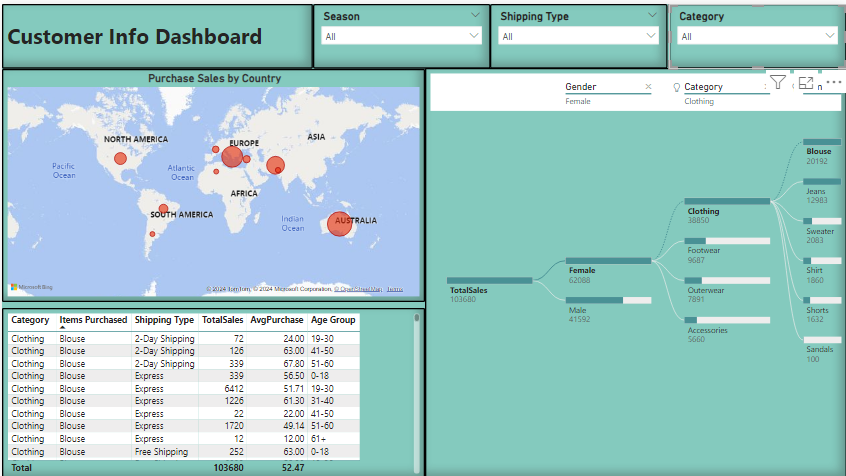 Customer Info Dashboard
Season
All
Shipping Type
All
Category
All
Purchase Sales by Country
NORTH AMERICA
EUROPE
ASIA
Pacific
Ocean
Atlantic
Ocean
AFRICA
SOUTH AMERICA
Indian
Ocean
AUSTRALIA
Microsoft Bing
© 2024 TomTom, © 2024 Microsoft Corporation, © OpenStreetMap Terms
Gender
Female
Category
Clothing
TotalSales
103680
Female
62088
Male
41592
Clothing
38850
Footwear
9687
Outerwear
7891
Accessories
5660
Blouse
20192
Jeans
12983
Sweater
2083
Shirt
1860
Shorts
1632
Sandals
100
Category Items Purchased Shipping Type TotalSales AvgPurchase Age Group
Clothing Blouse 2-Day Shipping 72 24.00 19-30
Clothing Blouse 2-Day Shipping 126 63.00 41-50
Clothing Blouse 2-Day Shipping 339 67.80 51-60
Clothing Blouse Express 339 56.50 0-18
Clothing Blouse Express 6412 51.71 19-30
Clothing Blouse Express 1226 61.30 31-40
Clothing Blouse Express 22 22.00 41-50
Clothing Blouse Express 1720 49.14 51-60
Clothing Blouse Express 12 12.00 61+
Clothing Blouse Free Shipping 252 63.00 0-18
Total 103680 52.47